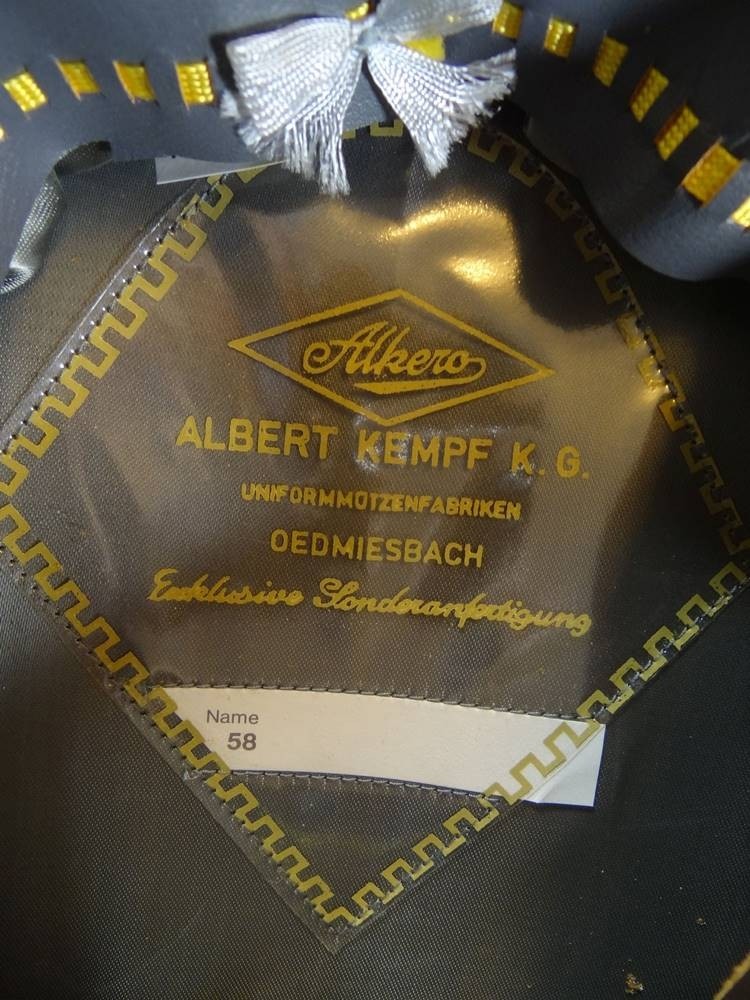 Alkero
ALBERT KEMPF K.G.
UNIFORMMÜTZENFABRIKEN
OEDMIESBACH
Exklusive Sonderanfertigung
Name
58